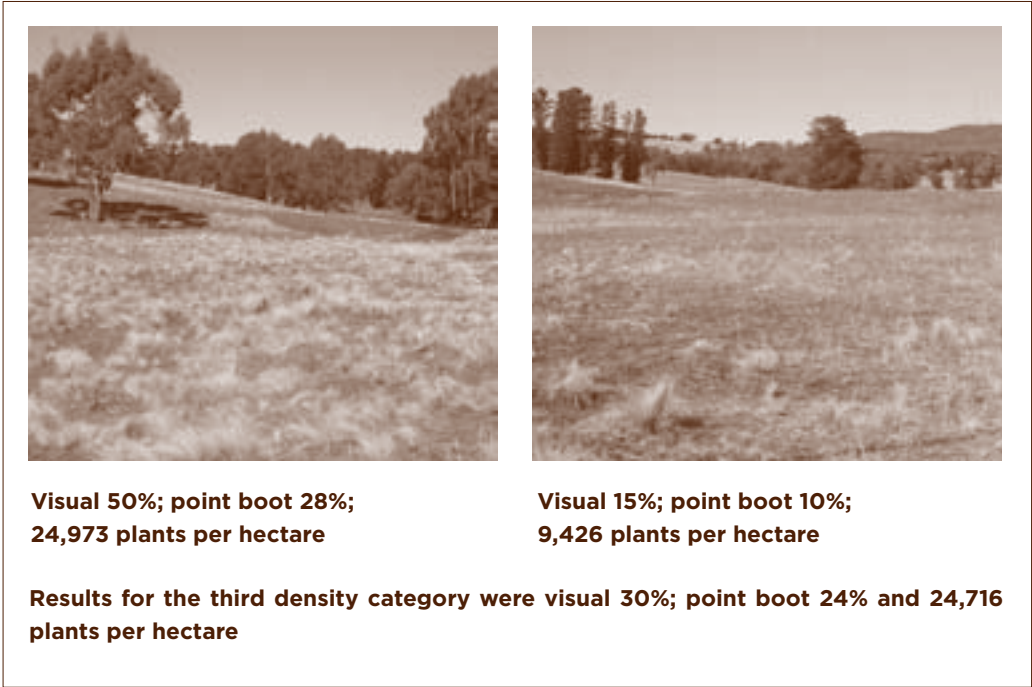 Visual 50%; point boot 28%;
24,973 plants per hectare
Visual 15%; point boot 10%;
9,426 plants per hectare
Results for the third density category were visual 30%; point boot 24% and 24,716
plants per hectare